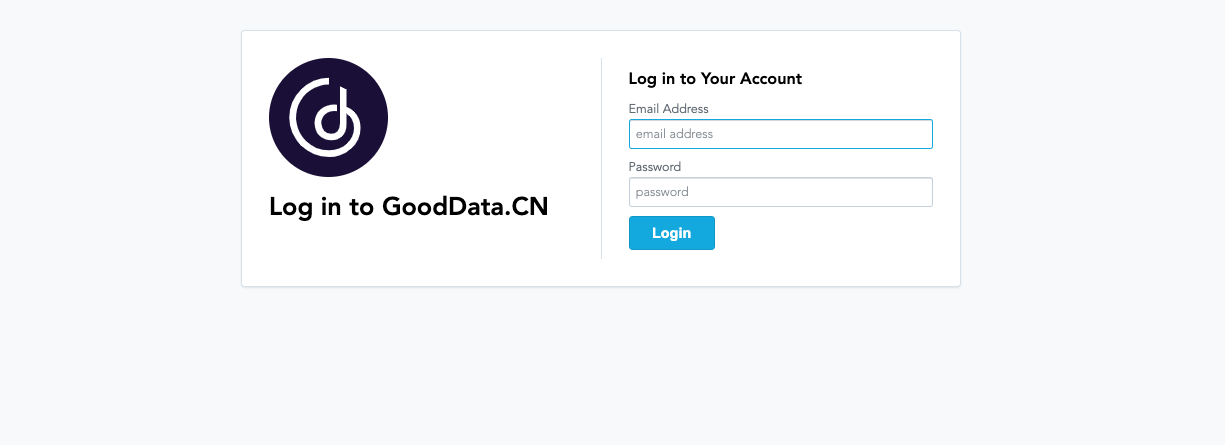 Log in to GoodData.CN
Log in to Your Account
Email Address
email address
Password
password
Login